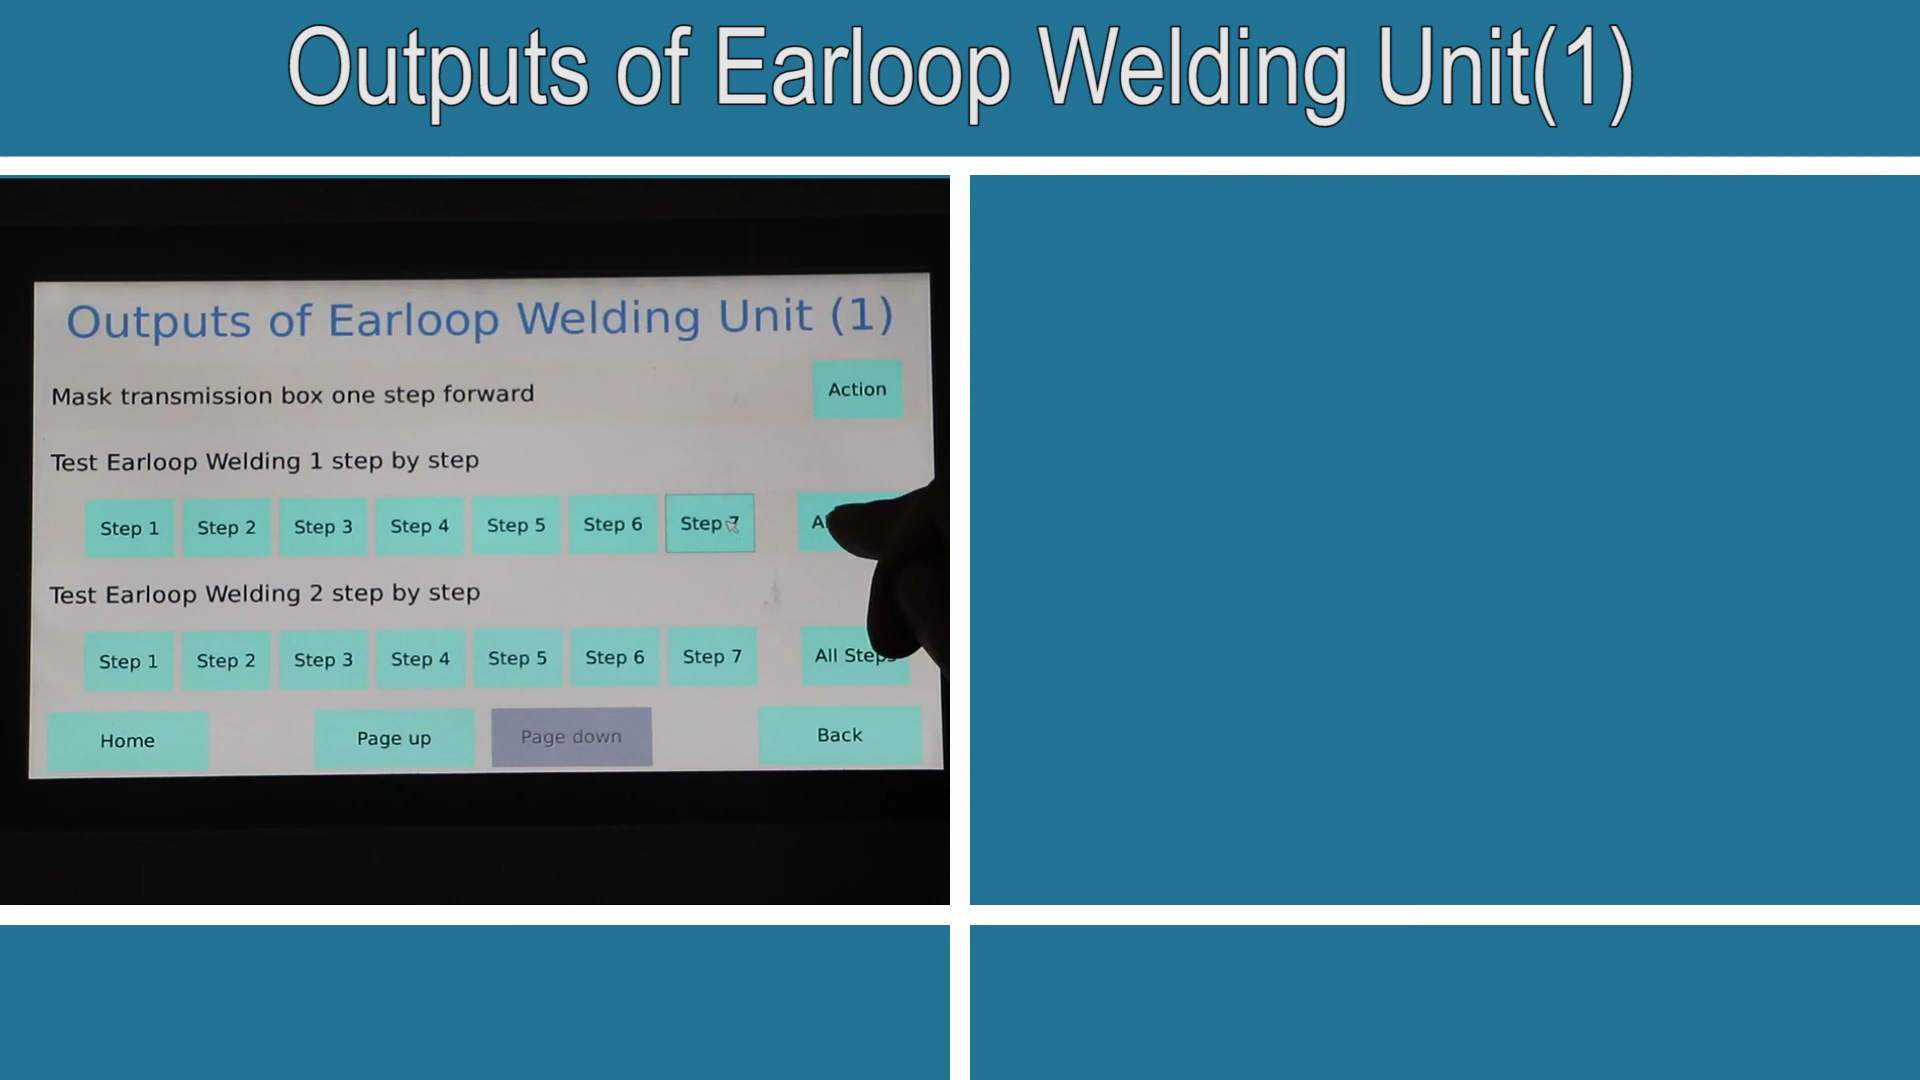 Outputs of Earloop Welding Unit(1)
Outputs of Earloop Welding Unit (1)
Mask transmission box one step forward
Action
Test Earloop Welding 1 step by step
Step 1 Step 2 Step 3 Step 4 Step 5 Step 6 Step 7
Test Earloop Welding 2 step by step
Step 1 Step 2 Step 3 Step 4 Step 5 Step 6 Step 7 All Steps
Home Page up Page down Back